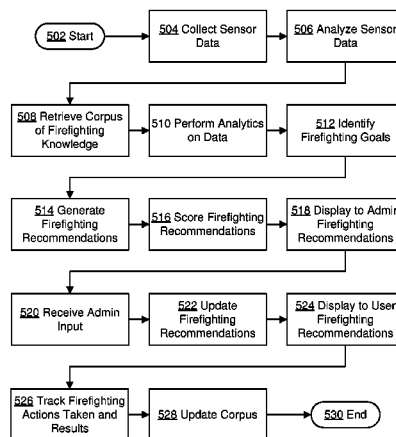 502 Start
504 Collect Sensor
Data
506 Analyze Sensor
Data
508 Retrieve Corpus
of Firefighting
Knowledge
510 Perform Analytics
on Data
512 Identify
Firefighting Goals
514 Generate
Firefighting
Recommendations
516 Score Firefighting
Recommendations
518 Display to Admin
Firefighting
Recommendations
520 Receive Admin
Input
522 Update
Firefighting
Recommendations
524 Display to User
Firefighting
Recommendations
526 Track Firefighting
Actions Taken and
Results
528 Update Corpus
530 End